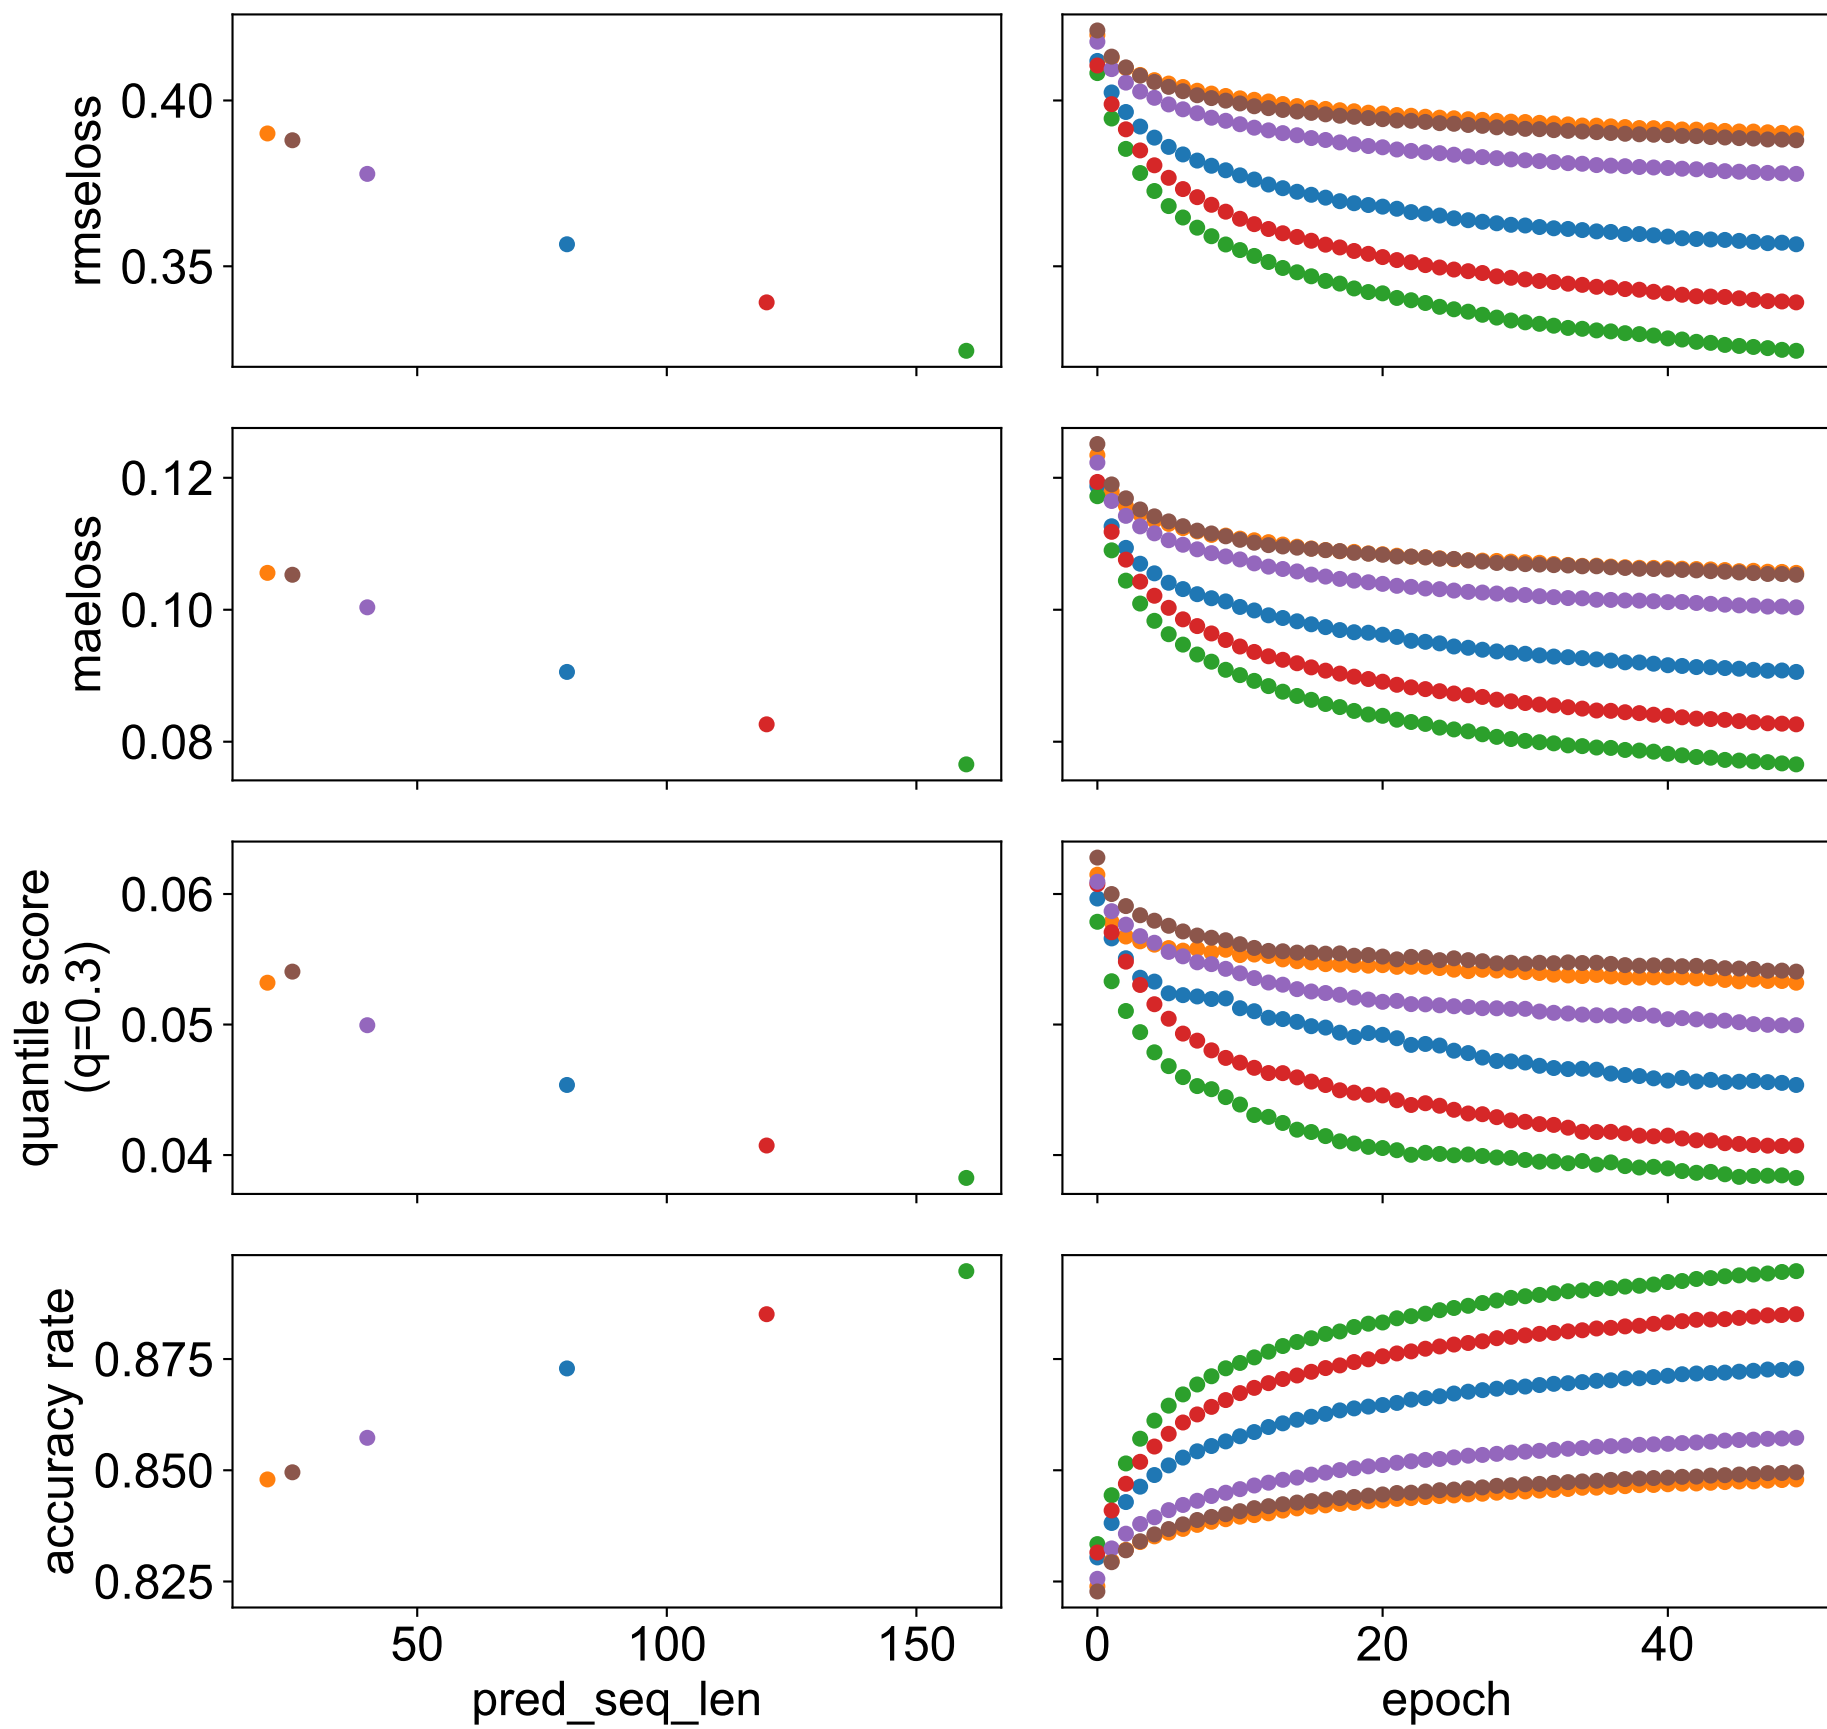 rmseloss
0.40
0.35
maeloss
0.12
0.10
0.08
quantile score
(q=0.3)
0.06
0.05
0.04
accuracy rate
0.875
0.850
0.825
50 100 150
pred_seq_len
0 20 40
epoch